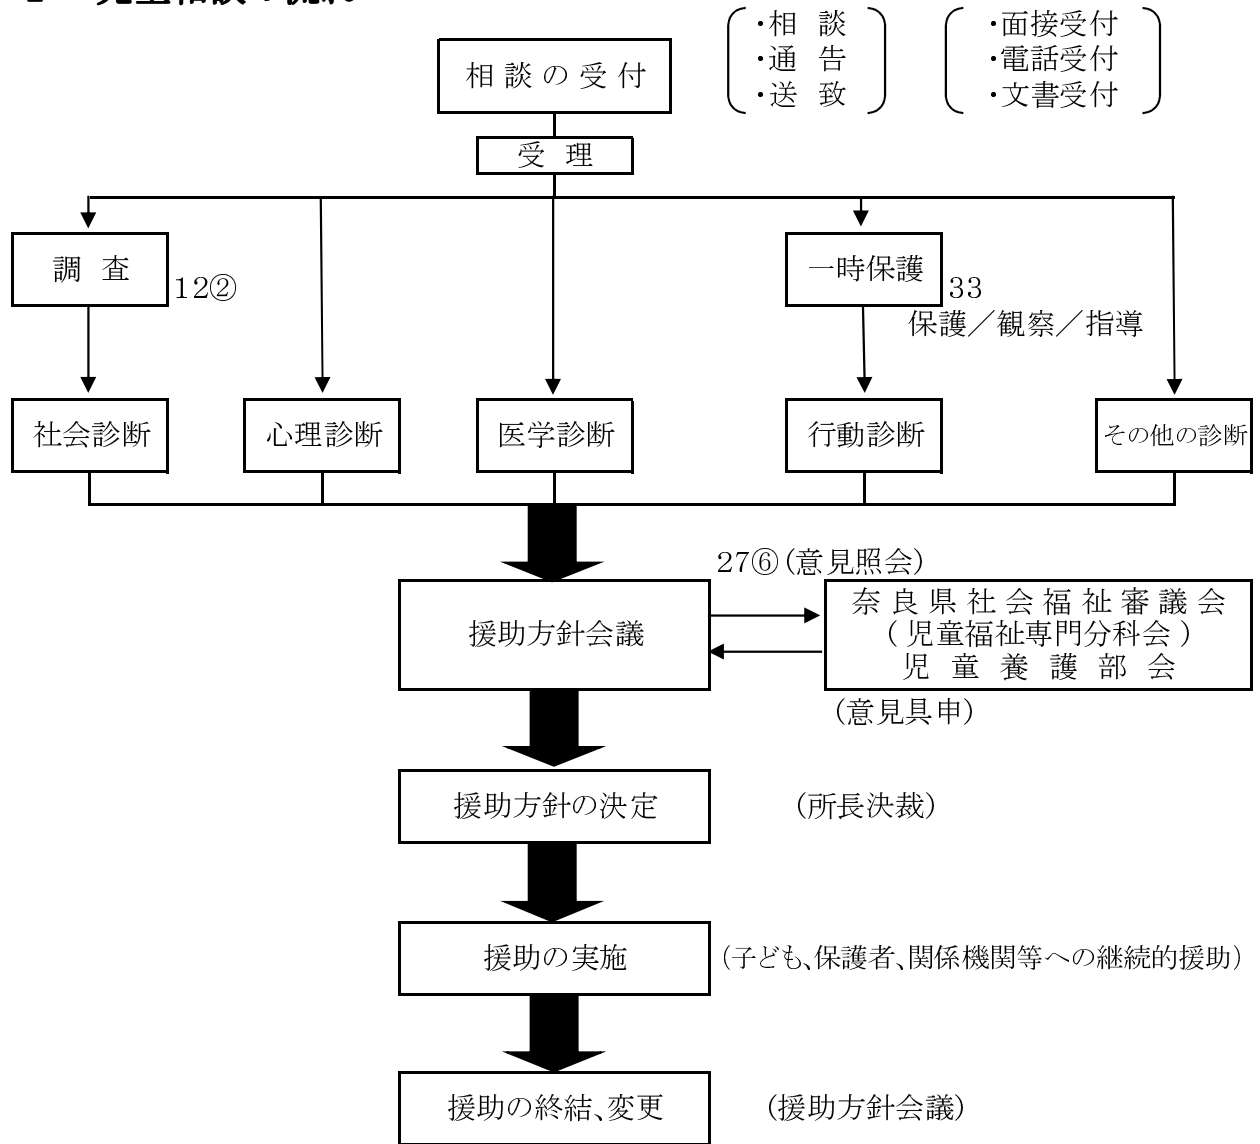 相談の受付
・相談
・通告
・送致
・面接受付
・電話受付
・文書受付
受理
調査
12②
一時保護
33
保護／観察／指導
社会診断
心理診断
医学診断
行動診断
その他の診断
27⑥(意見照会)
援助方針会議
奈良県社会福祉審議会
(児童福祉専門分科会)
児童養護部会
(意見具申)
援助方針の決定
(所長決裁)
援助の実施
(子ども、保護者、関係機関等への継続的援助)
援助の終結、変更
(援助方針会議)